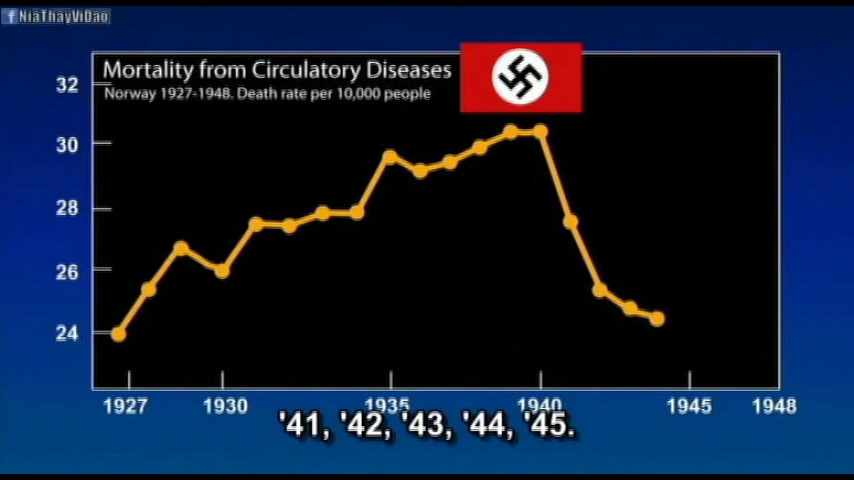 f NiaThayViDao
Mortality from Circulatory Diseases
Norway 1927-1948. Death rate per 10,000 people
32
30
28
26
24
1927 1930 1935 1940 1945 1948
'41, '42, '43, '44, '45.